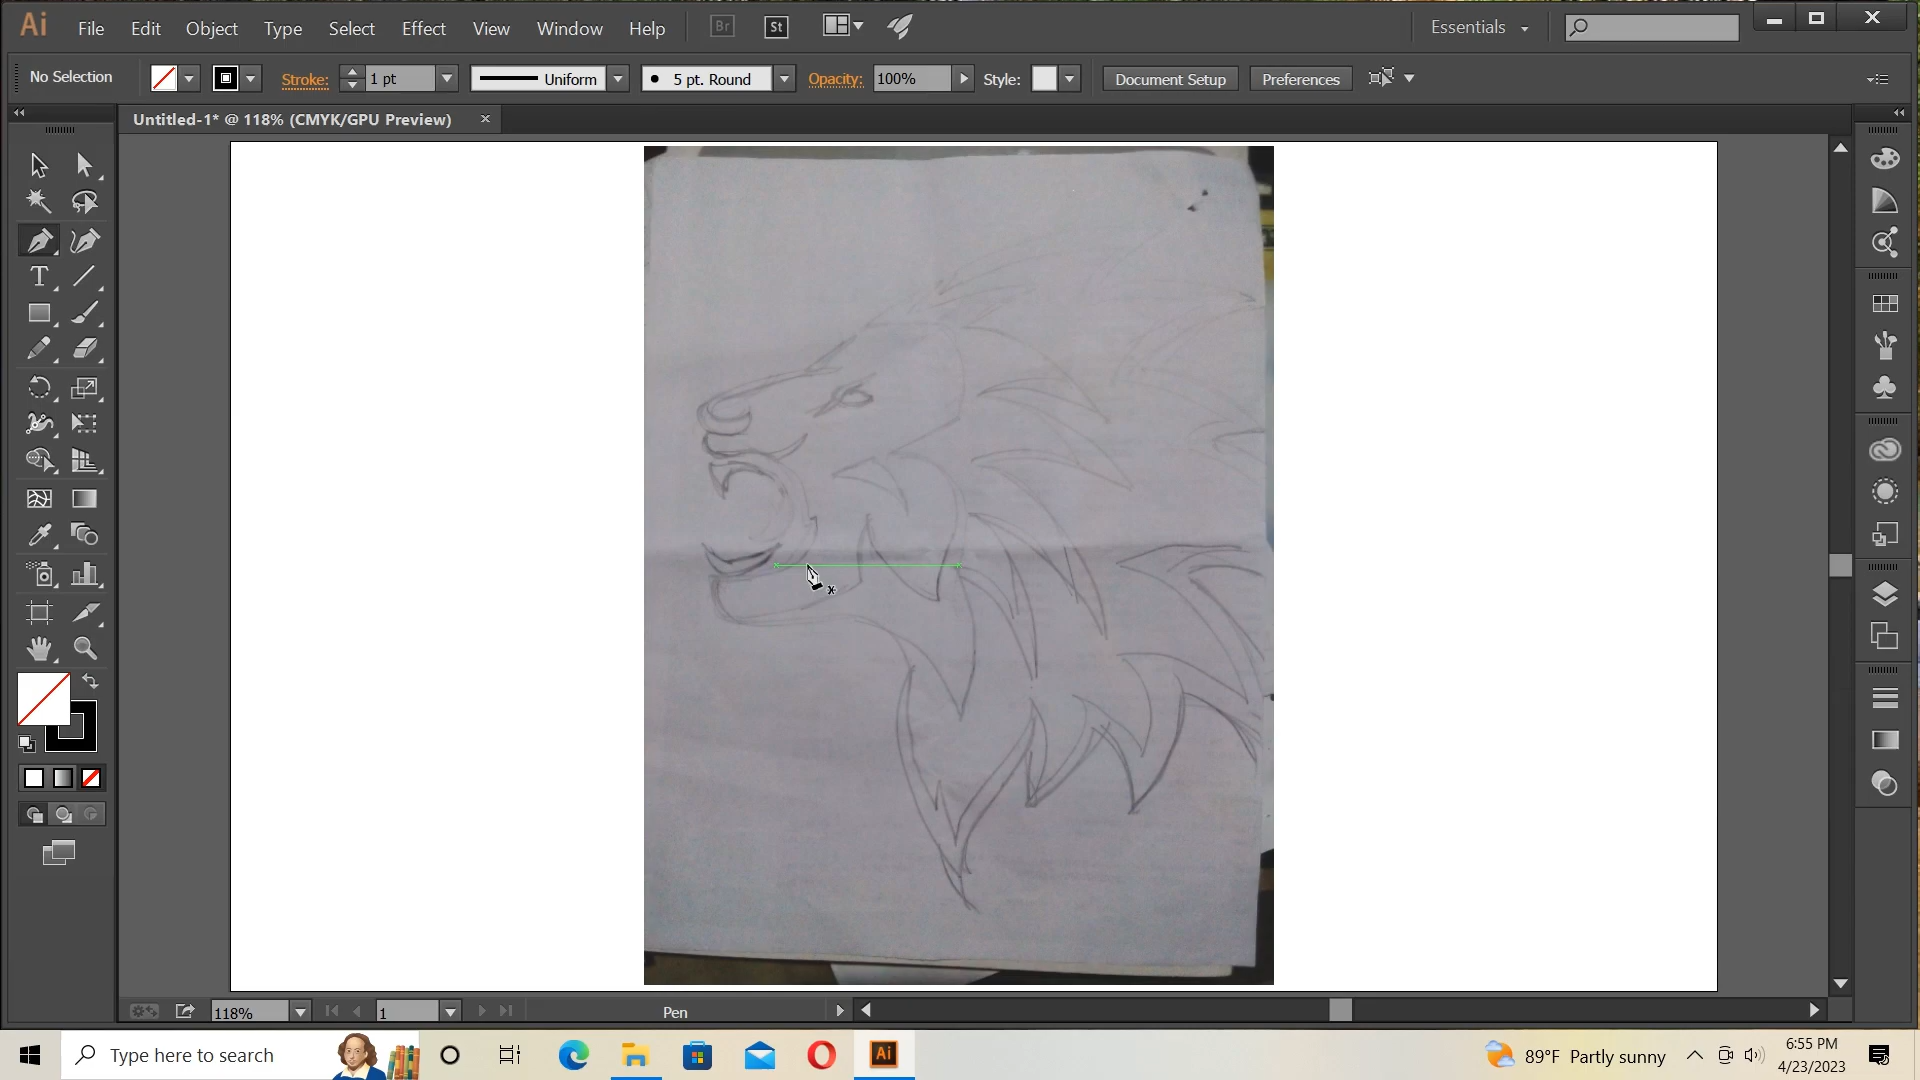 Ai File Edit Object Type Select Effect View Window Help Br St Essentials
No Selection Stroke: 1 pt Uniform 5 pt. Round Opacity: 100% Style: Document Setup Preferences
Untitled-1* @ 118% (CMYK/GPU Preview)
T
118% 1 Pen
Type here to search Ai 89°F Partly sunny 6:55 PM
4/23/2023